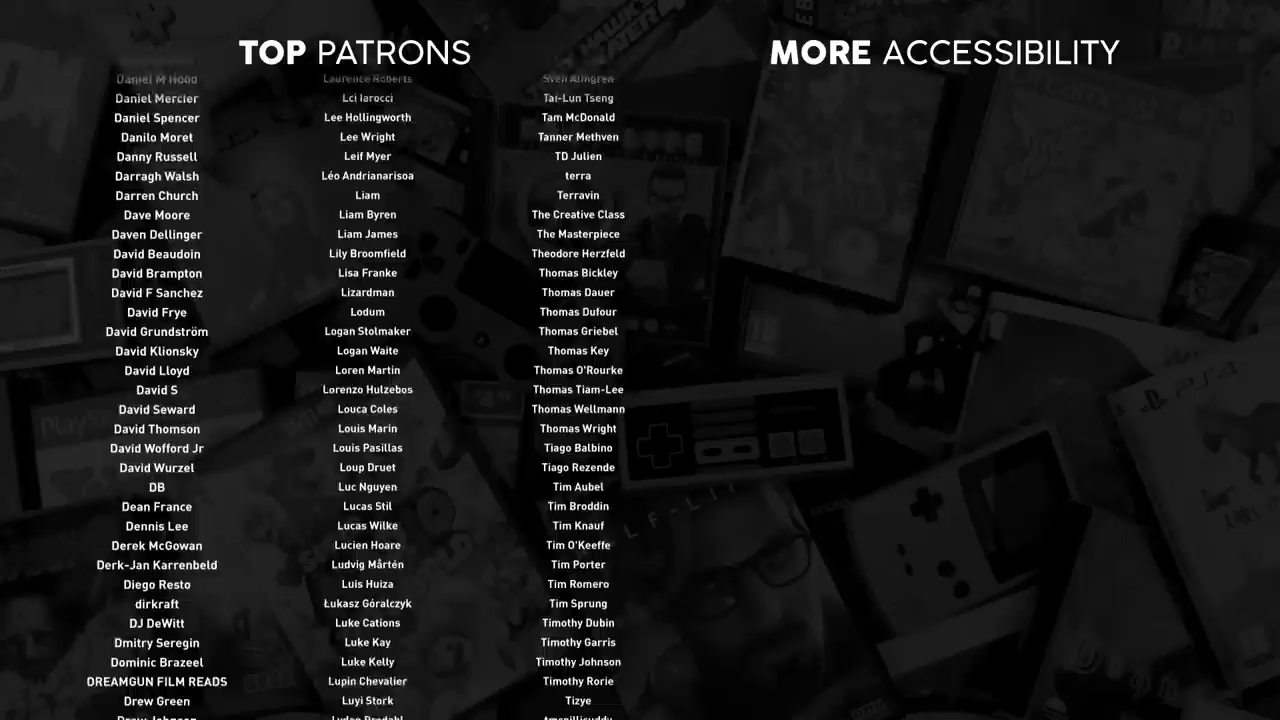 TOP PATRONS
Daniel M Hood
Daniel Mercier
Daniel Spencer
Danilo Moret
Danny Russell
Darragh Walsh
Darren Church
Dave Moore
Daven Dellinger
David Beaudoin
David Brampton
David F Sanchez
David Frye
David Grundström
David Klionsky
David Lloyd
David S
David Seward
David Thomson
David Wofford Jr
David Wurzel
DB
Dean France
Dennis Lee
Derek McGowan
Derk-Jan Karrenbeld
Diego Resto
dirkraft
DJ DeWitt
Dmitry Seregin
Dominic Brazeel
DREAMGUN FILM READS
Drew Green
Drew Johnson
Laurence Roberts
Lci Iarocci
Lee Hollingworth
Lee Wright
Leif Myer
Léo Andrianarisoa
Liam
Liam Byren
Liam James
Lily Broomfield
Lisa Franke
Lizardman
Lodum
Logan Stolmaker
Logan Waite
Loren Martin
Lorenzo Hulzebos
Louca Coles
Louis Marin
Louis Pasillas
Loup Druet
Luc Nguyen
Lucas Stil
Lucas Wilke
Lucien Hoare
Ludvig Mårtén
Luis Huiza
Łukasz Góralczyk
Luke Cations
Luke Kay
Luke Kelly
Lupin Chevalier
Luyi Stork
Sven Almgren
Tai-Lun Tseng
Tam McDonald
Tanner Methven
TD Julien
terra
Terravin
The Creative Class
The Masterpiece
Theodore Herzfeld
Thomas Bickley
Thomas Dauer
Thomas Dufour
Thomas Griebel
Thomas Key
Thomas O'Rourke
Thomas Tiam-Lee
Thomas Wellmann
Thomas Wright
Tiago Balbino
Tiago Rezende
Tim Aubel
Tim Broddin
Tim Knauf
Tim O'Keeffe
Tim Porter
Tim Romero
Tim Sprung
Timothy Dubin
Timothy Garris
Timothy Johnson
Timothy Rorie
Tizye
MORE ACCESSIBILITY
PS4